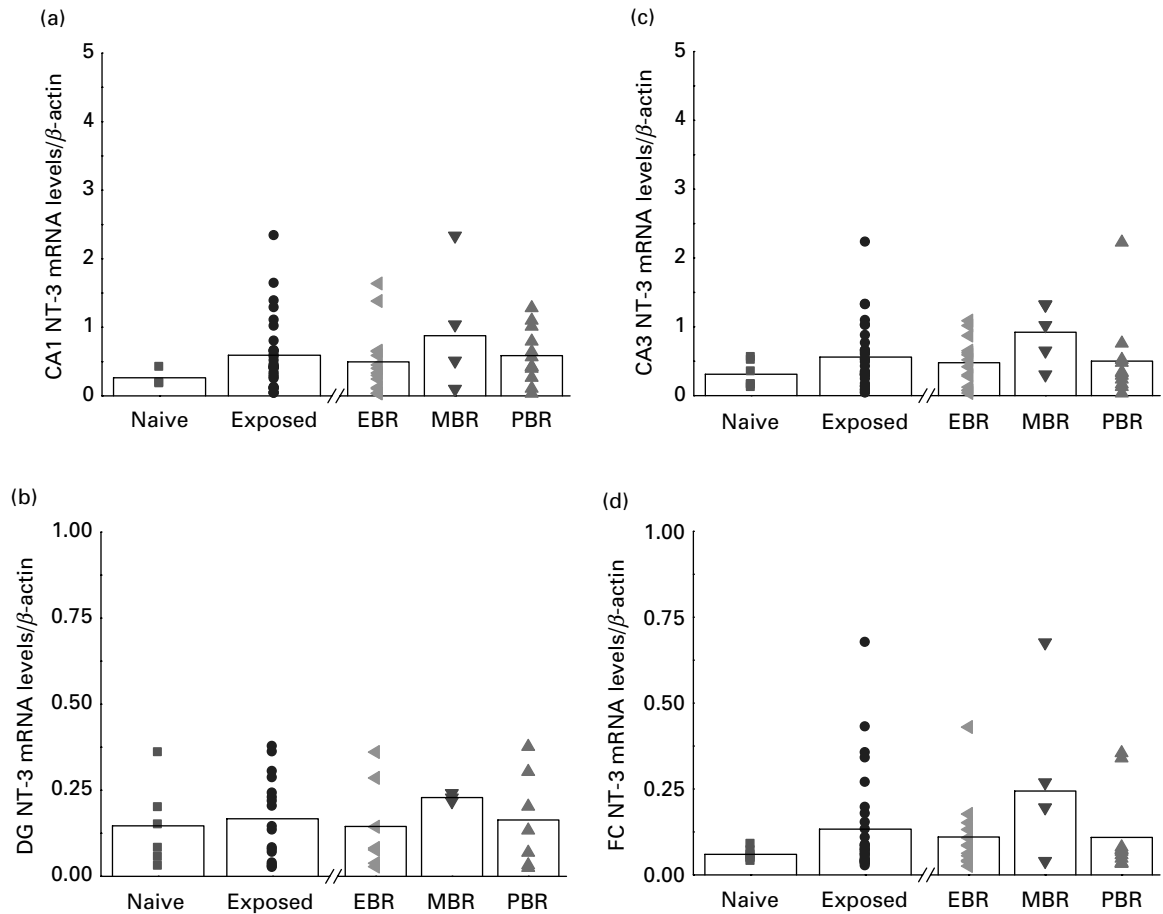 (a)
CA1 NT-3 mRNA levels/β-actin
5
4
3
2
1
0
Naive Exposed EBR MBR PBR
(c)
CA3 NT-3 mRNA levels/β-actin
5
4
3
2
1
0
Naive Exposed EBR MBR PBR
(b)
DG NT-3 mRNA levels/β-actin
1.00
0.75
0.50
0.25
0.00
Naive Exposed EBR MBR PBR
(d)
FC NT-3 mRNA levels/β-actin
1.00
0.75
0.50
0.25
0.00
Naive Exposed EBR MBR PBR